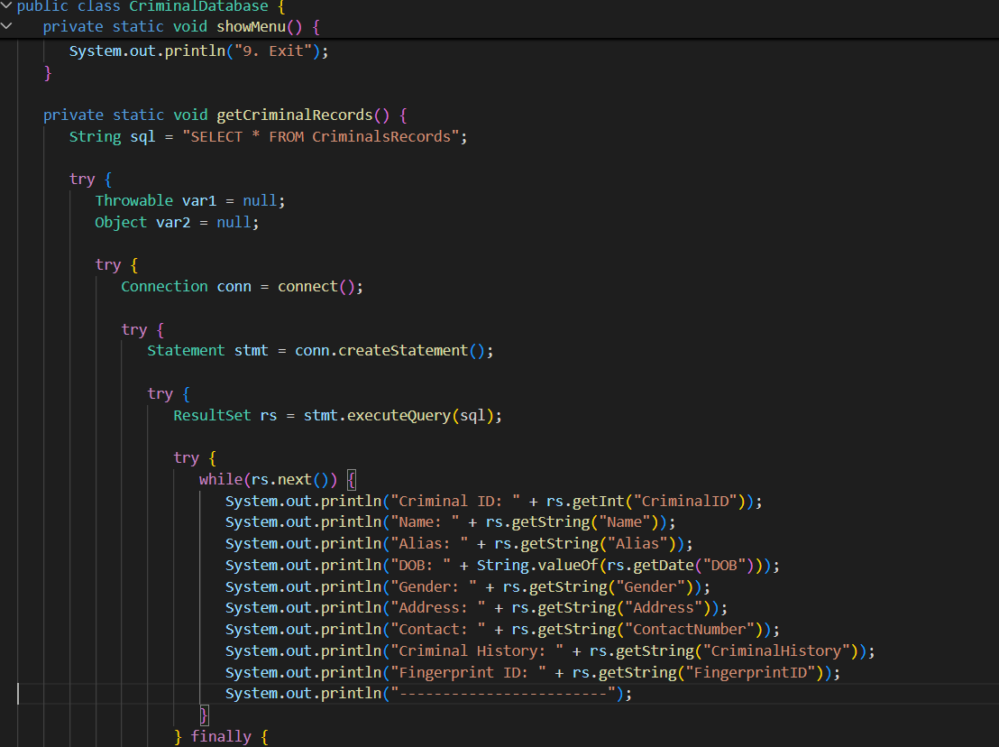 public class CriminalDatabase {
private static void showMenu() {
System.out.println("9. Exit");
}
private static void getCriminalRecords() {
String sql = "SELECT * FROM CriminalsRecords";
try {
Throwable var1 = null;
Object var2 = null;
try {
Connection conn = connect();
try {
Statement stmt = conn.createStatement();
try {
ResultSet rs = stmt.executeQuery(sql);
try {
while(rs.next()) {
System.out.println("Criminal ID: " + rs.getInt("CriminalID"));
System.out.println("Name: " + rs.getString("Name"));
System.out.println("Alias: " + rs.getString("Alias"));
System.out.println("DOB: " + String.valueOf(rs.getDate("DOB")));
System.out.println("Gender: " + rs.getString("Gender"));
System.out.println("Address: " + rs.getString("Address"));
System.out.println("Contact: " + rs.getString("ContactNumber"));
System.out.println("Criminal History: " + rs.getString("CriminalHistory"));
System.out.println("Fingerprint ID: " + rs.getString("FingerprintID"));
System.out.println("------------------------");
}
} finally {